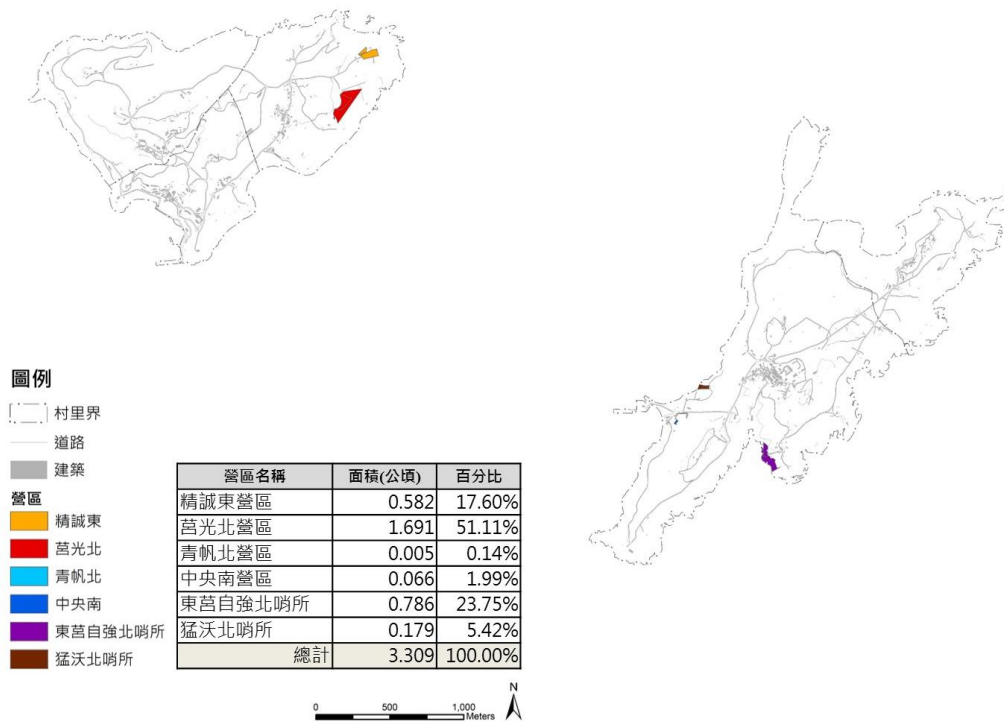 圖例
村里界
道路
建築
營區
精誠東
莒光北
青帆北
中央南
東莒自強北哨所
猛沃北哨所
營區名稱 面積(公頃) 百分比
精誠東營區 0.582 17.60%
莒光北營區 1.691 51.11%
青帆北營區 0.005 0.14%
中央南營區 0.066 1.99%
東莒自強北哨所 0.786 23.75%
猛沃北哨所 0.179 5.42%
總計 3.309 100.00%
0 500 1,000
Meters
N